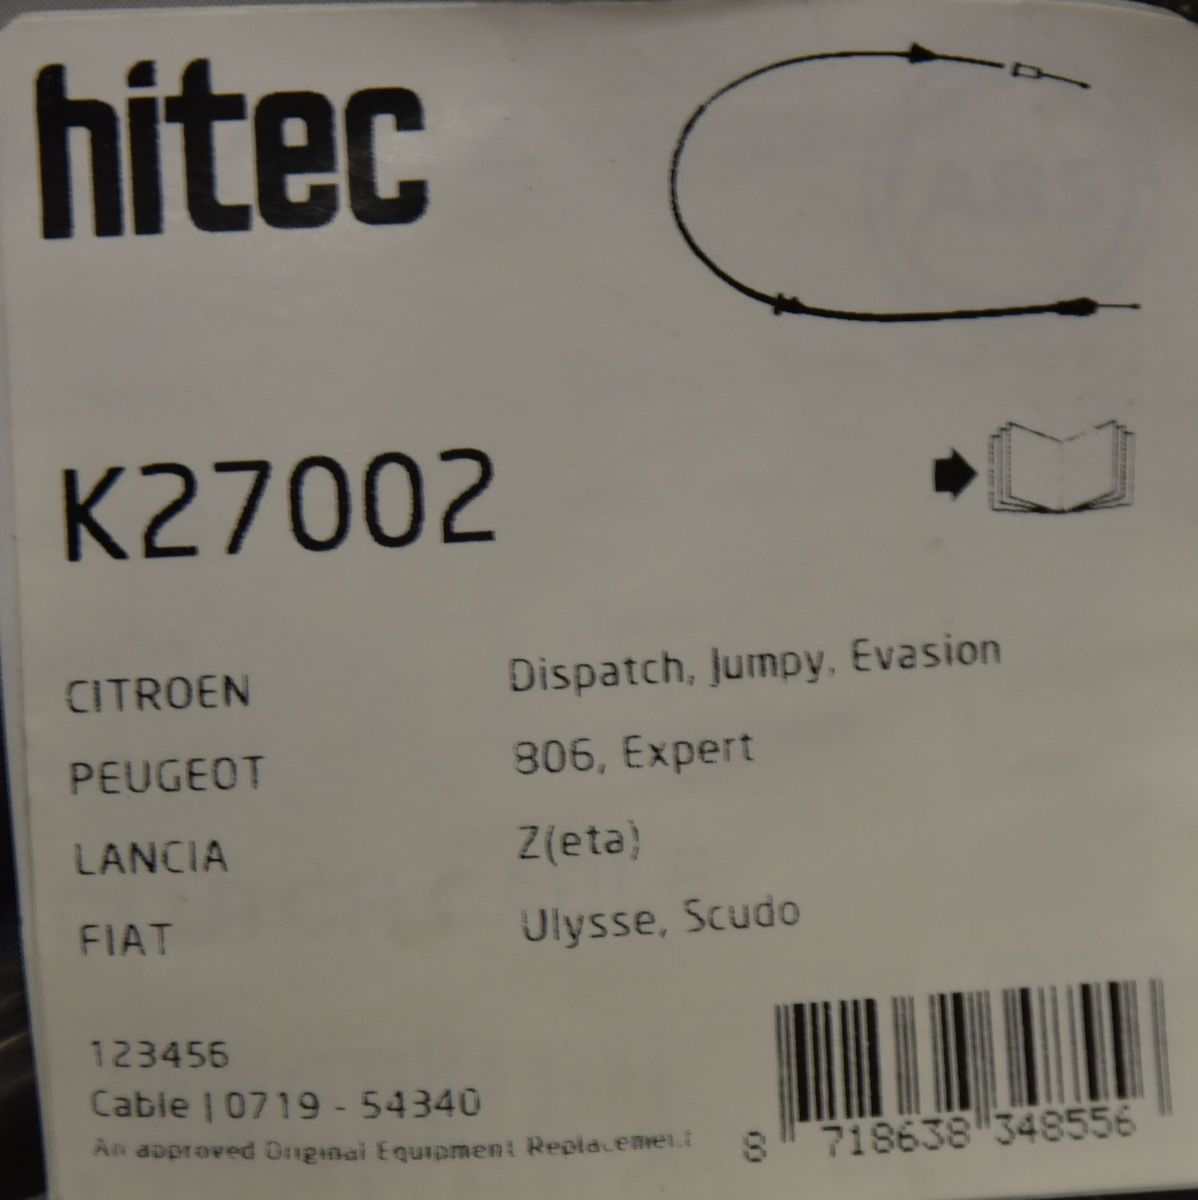 hitec
K27002
CITROEN Dispatch, Jumpy, Evasion
PEUGEOT 806, Expert
LANCIA Z(eta)
FIAT Ulysse, Scudo
123456
Cable | 0719 - 54340
An approved Original Equipment Replacement
8 718638 348556